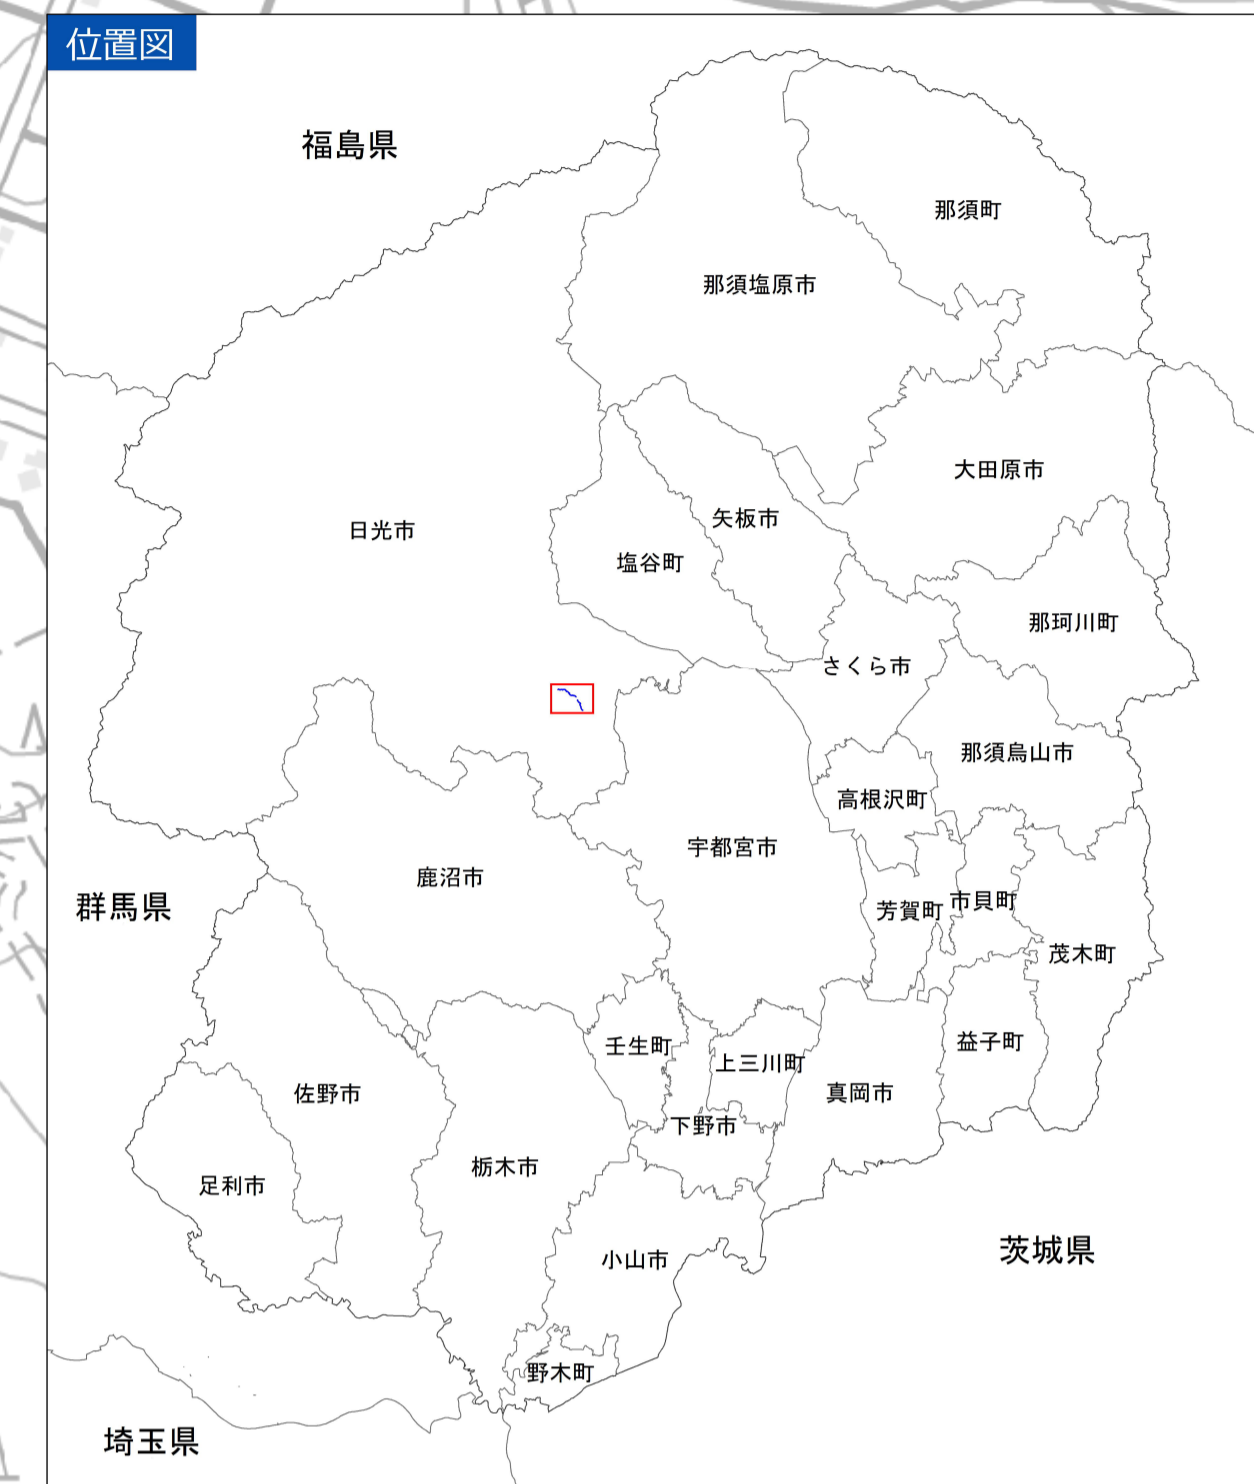 位置図
福島県
那須町
那須塩原市
大田原市
矢板市
日光市
塩谷町
那珂川町
さくら市
那須烏山市
高根沢町
宇都宮市
鹿沼市
市貝町
群馬県
芳賀町
茂木町
益子町
壬生町
上三川町
真岡市
佐野市
下野市
栃木市
足利市
茨城県
小山市
野木町
埼玉県